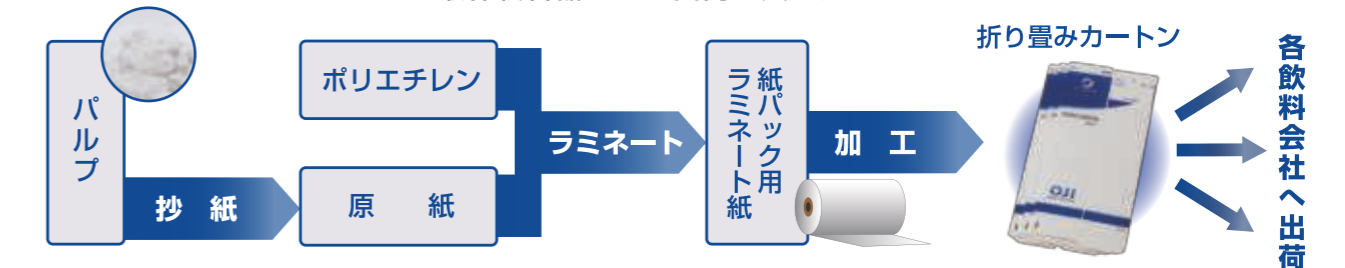 パルプ
抄紙
ポリエチレン
原紙
ラミネート
紙パック用
ラミネート紙
加工
折り畳みカートン
OJI
各飲料会社へ出荷